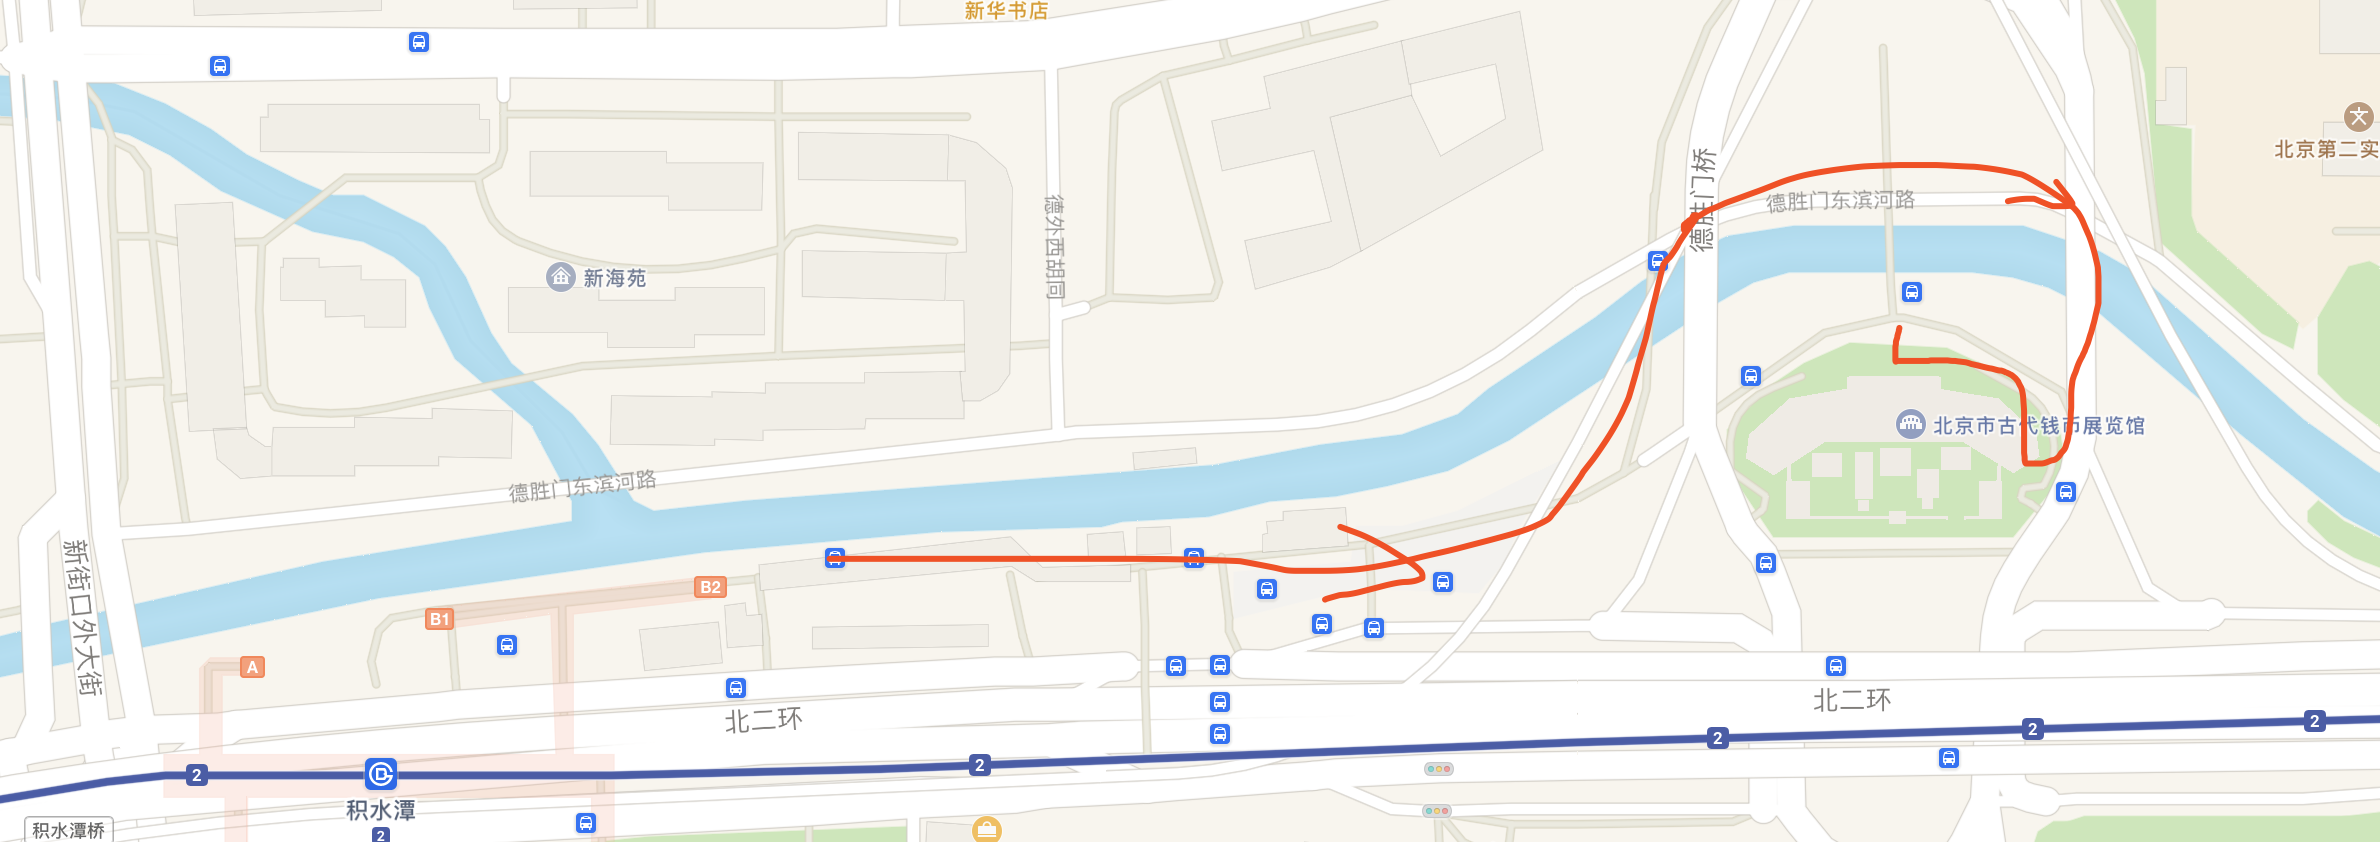 新华书店
文
北京第二实
德胜门桥
德胜门东滨河路
德外西胡同
新海苑
北京市古代钱币展览馆
德胜门东滨河路
新街口外大街
B2
B1
A
北二环
北二环
2
2
2
2
2
积水潭
2
积水潭桥